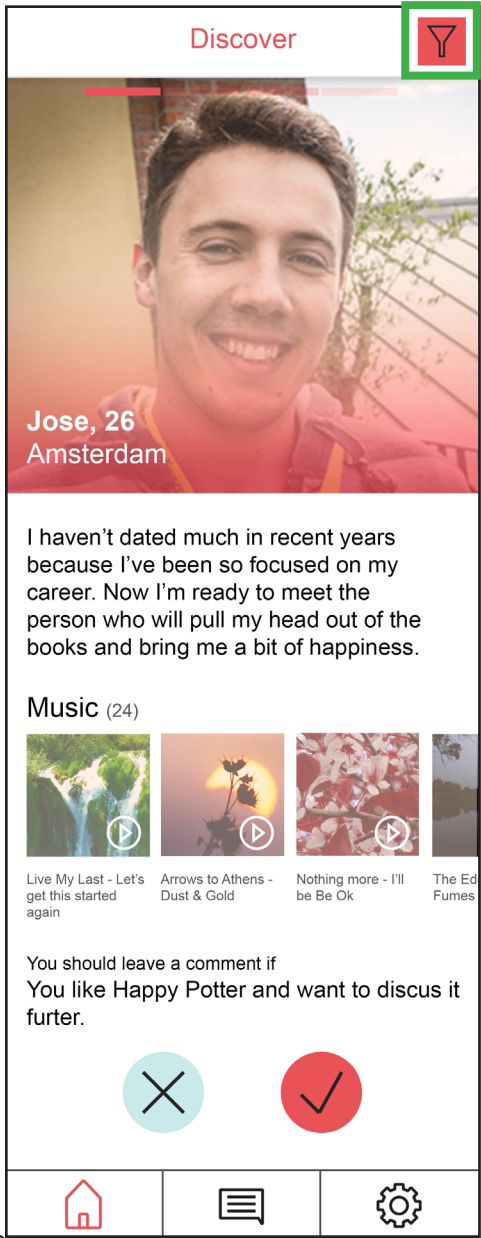 Discover
Jose, 26
Amsterdam
I haven't dated much in recent years
because I've been so focused on my
career. Now I'm ready to meet the
person who will pull my head out of the
books and bring me a bit of happiness.
Music (24)
Live My Last - Let's
get this started
again
Arrows to Athens -
Dust & Gold
Nothing more - I'll
be Be Ok
The Ed
Fumes
You should leave a comment if
You like Happy Potter and want to discus it
furter.